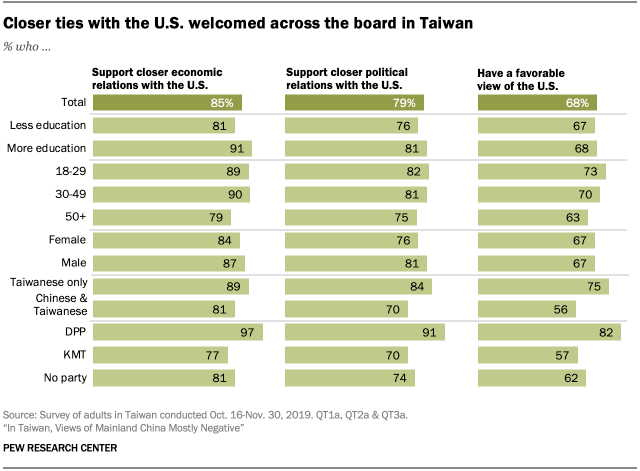 Closer ties with the U.S. welcomed across the board in Taiwan
% who ...
Support closer economic relations with the U.S.
Support closer political relations with the U.S.
Have a favorable view of the U.S.
Total 85% 79% 68%
Less education 81 76 67
More education 91 81 68
18-29 89 82 73
30-49 90 81 70
50+ 79 75 63
Female 84 76 67
Male 87 81 67
Taiwanese only 89 84 75
Chinese & Taiwanese 81 70 56
DPP 97 91 82
KMT 77 70 57
No party 81 74 62
Source: Survey of adults in Taiwan conducted Oct. 16-Nov. 30, 2019. QT1a, QT2a & QT3a.
“In Taiwan, Views of Mainland China Mostly Negative”
PEW RESEARCH CENTER